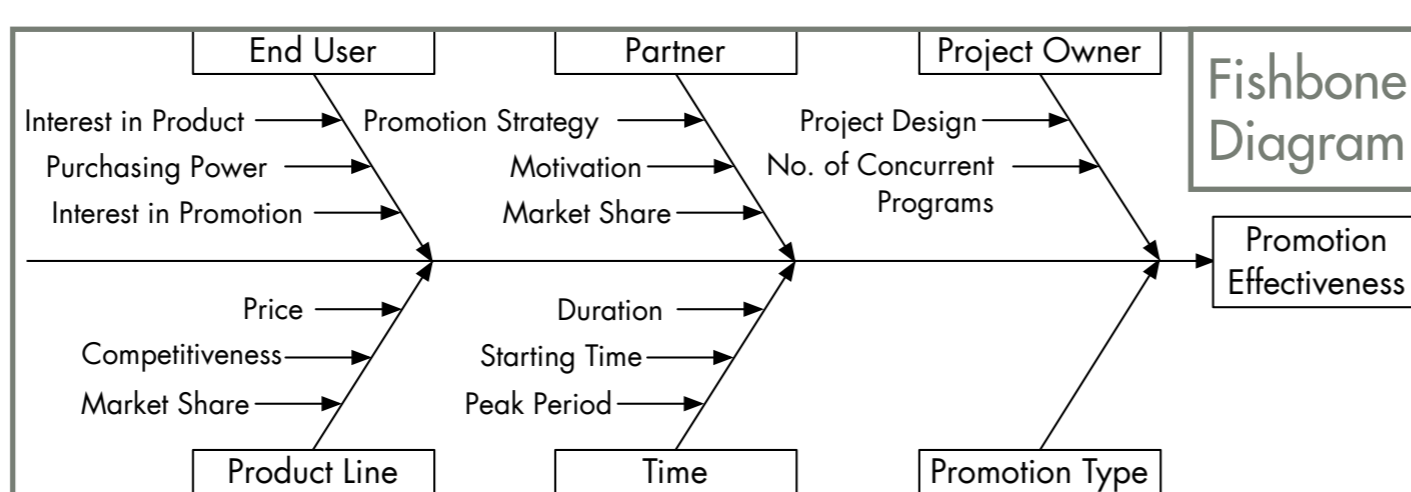 End User
Partner
Project Owner
Fishbone
Diagram
Interest in Product
Promotion Strategy
Project Design
Purchasing Power
Motivation
No. of Concurrent
Programs
Interest in Promotion
Market Share
Promotion
Effectiveness
Price
Duration
Competitiveness
Starting Time
Market Share
Peak Period
Product Line
Time
Promotion Type